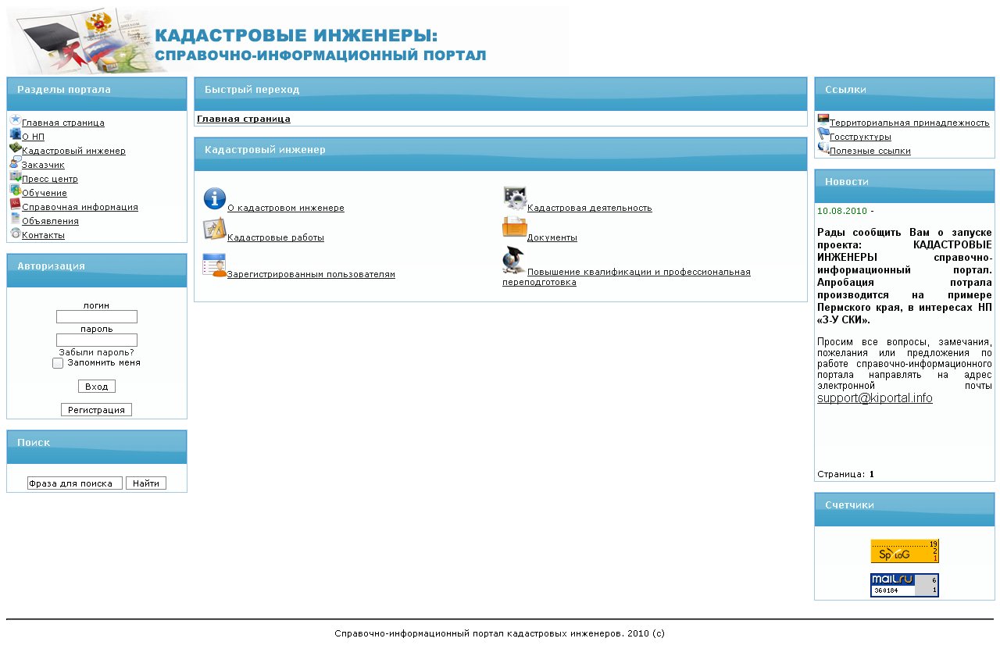 КАДАСТРОВЫЕ ИНЖЕНЕРЫ:
СПРАВОЧНО-ИНФОРМАЦИОННЫЙ ПОРТАЛ
Разделы портала
Главная страница
О НП
Кадастровый инженер
Заказчик
Пресс центр
Обучение
Справочная информация
Объявления
Контакты
Авторизация
логин
пароль
Забыли пароль?
Запомнить меня
Вход
Регистрация
Поиск
Фраза для поиска Найти
Быстрый переход
Главная страница
Кадастровый инженер
О кадастровом инженере
Кадастровая деятельность
Кадастровые работы
Документы
Зарегистрированным пользователям
Повышение квалификации и профессиональная
переподготовка
Ссылки
Территориальная принадлежность
Госструктуры
Полезные ссылки
Новости
10.08.2010 -
Рады сообщить Вам о запуске
проекта: КАДАСТРОВЫЕ
ИНЖЕНЕРЫ справочно-
информационный портал.
Апробация потрала
производится на примере
Пермского края, в интересах НП
«З-У СКИ».
Просим все вопросы, замечания,
пожелания или предложения по
работе справочно-информационного
портала направлять на адрес
электронной почты
support@kiportal.info
Страница: 1
Счетчики
19
SpyLOG 2
1
mail.ru 6
360184 1
Справочно-информационный портал кадастровых инженеров. 2010 (c)